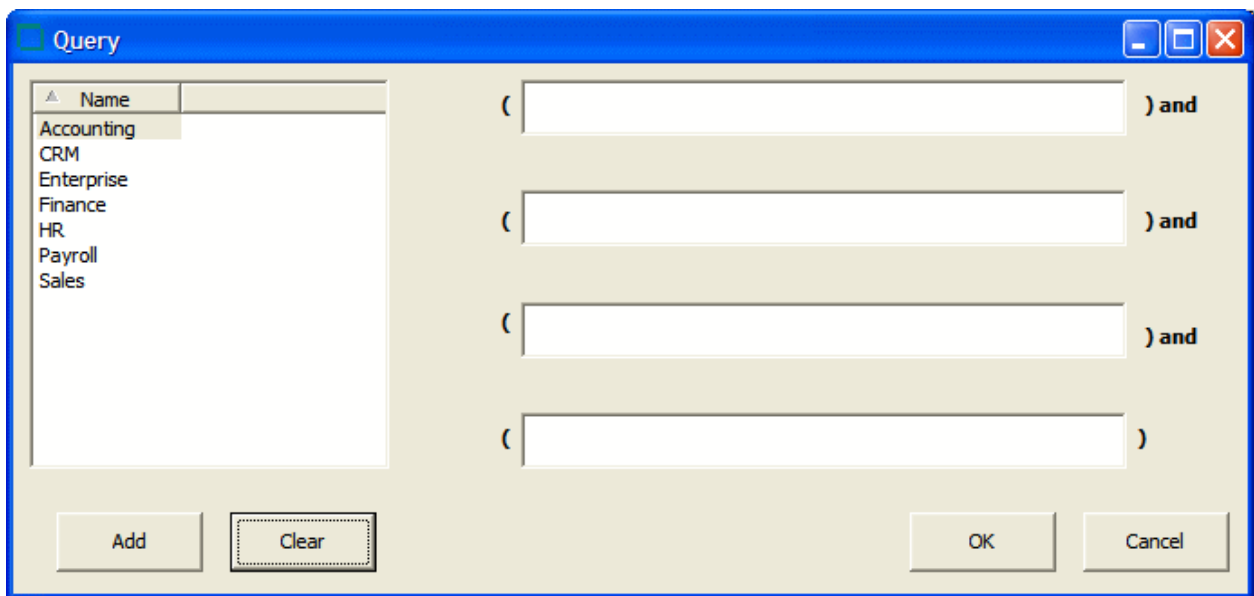 Query
Name
Accounting
CRM
Enterprise
Finance
HR
Payroll
Sales
( ) and
( ) and
( ) and
( )
Add Clear OK Cancel